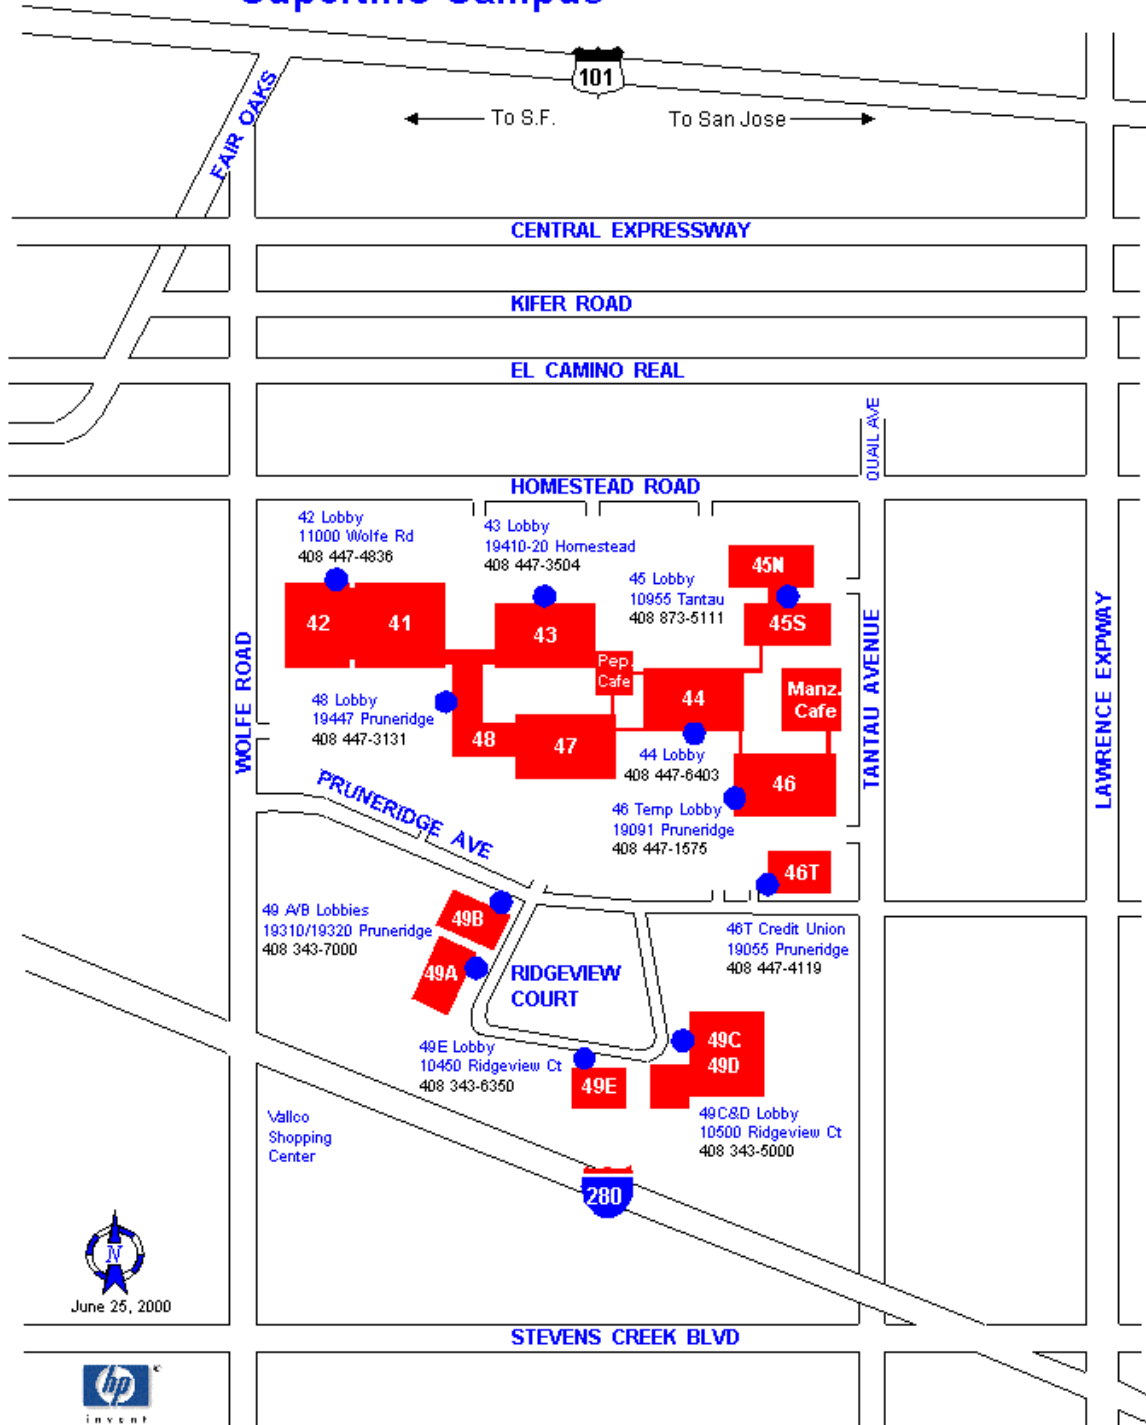 Cupertino Campus
101
To S.F.
To San Jose
FAIR OAKS
CENTRAL EXPRESSWAY
KIFER ROAD
EL CAMINO REAL
QUAIL AVE
HOMESTEAD ROAD
42 Lobby
11000 Wolfe Rd
408 447-4836
43 Lobby
19410-20 Homestead
408 447-3504
45 Lobby
10955 Tantau
408 873-5111
45N
45S
42
41
43
Pep.
Cafe
44
Manz.
Cafe
WOLFE ROAD
TANTAU AVENUE
LAWRENCE EXPWAY
48 Lobby
19447 Pruneridge
408 447-3131
48
47
44 Lobby
408 447-6403
46
46 Temp Lobby
19091 Pruneridge
408 447-1575
PRUNERIDGE AVE
46T
49 A/B Lobbies
19310/19320 Pruneridge
408 343-7000
49B
49A
RIDGEVIEW
COURT
46T Credit Union
19055 Pruneridge
408 447-4119
49E Lobby
10450 Ridgeview Ct
408 343-6350
49C
49D
49E
49C&D Lobby
10500 Ridgeview Ct
408 343-5000
Vallco
Shopping
Center
280
N
June 25, 2000
STEVENS CREEK BLVD
hp
invent